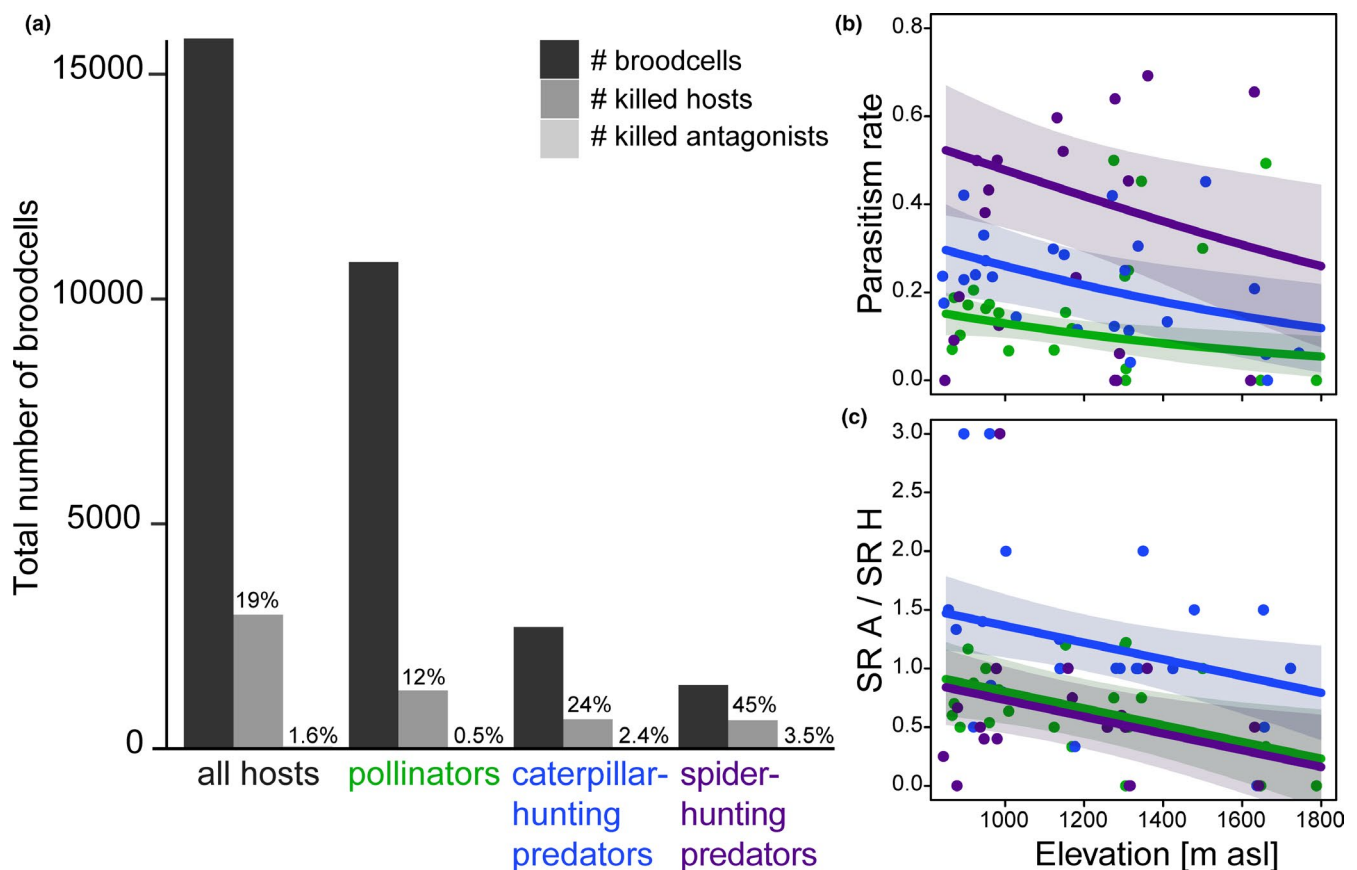 (a)
Total number of broodcells
15000
10000
5000
0
# broodcells
# killed hosts
# killed antagonists
19%
1.6%
12%
0.5%
24%
2.4%
45%
3.5%
all hosts
pollinators
caterpillar-
hunting
predators
spider-
hunting
predators
(b)
Parasitism rate
0.8
0.6
0.4
0.2
0.0
(c)
SR A / SR H
3.0
2.5
2.0
1.5
1.0
0.5
0.0
1000 1200 1400 1600 1800
Elevation [m asl]